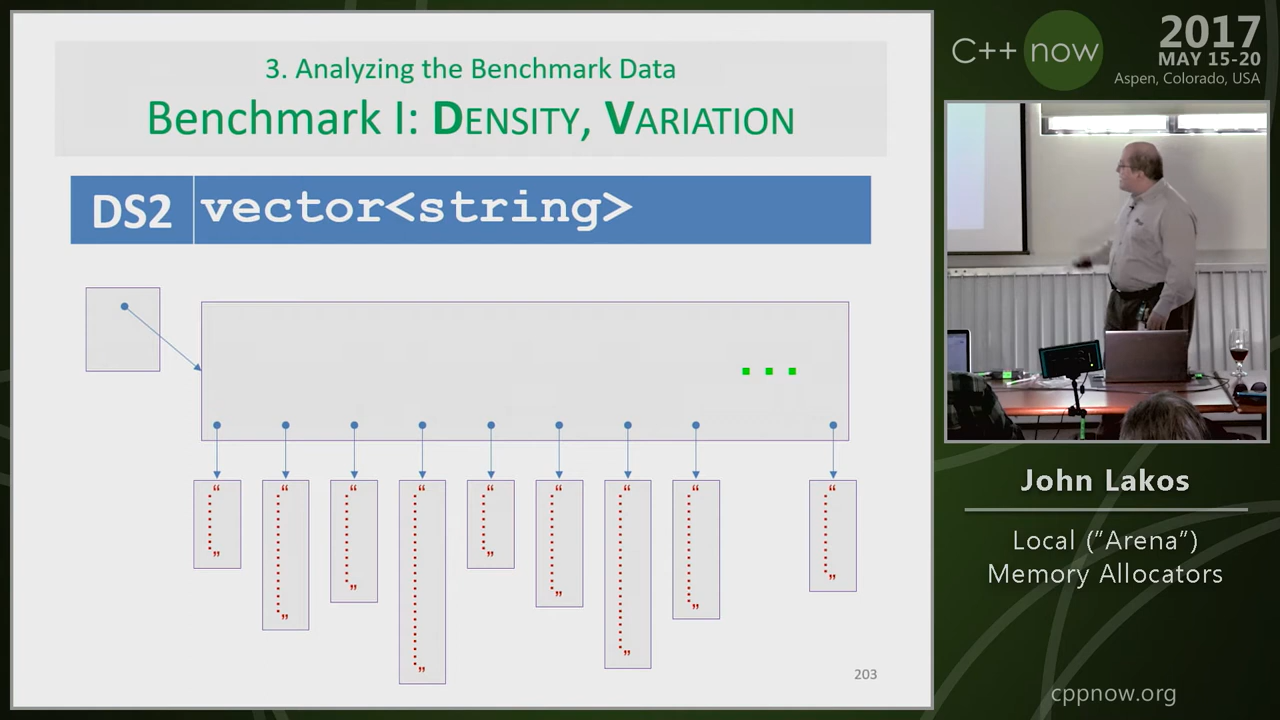 3. Analyzing the Benchmark Data
Benchmark I: DENSITY, VARIATION
DS2 vector<string>
...
“ “ “ “ “ “ “ “ “
” ” ” ” ” ” ” ” ”
203
C++ now
2017
MAY 15-20
Aspen, Colorado, USA
John Lakos
Local (”Arena”)
Memory Allocators
cppnow.org